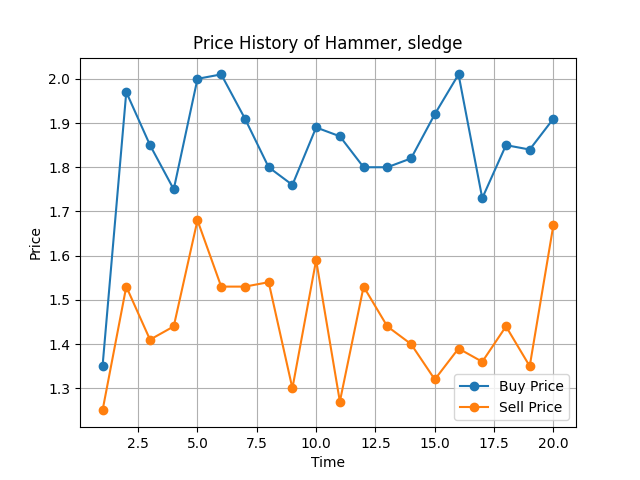 Price History of Hammer, sledge
2.0
1.9
1.8
1.7
1.6
1.5
1.4
1.3
Price
2.5 5.0 7.5 10.0 12.5 15.0 17.5 20.0
Time
Buy Price
Sell Price